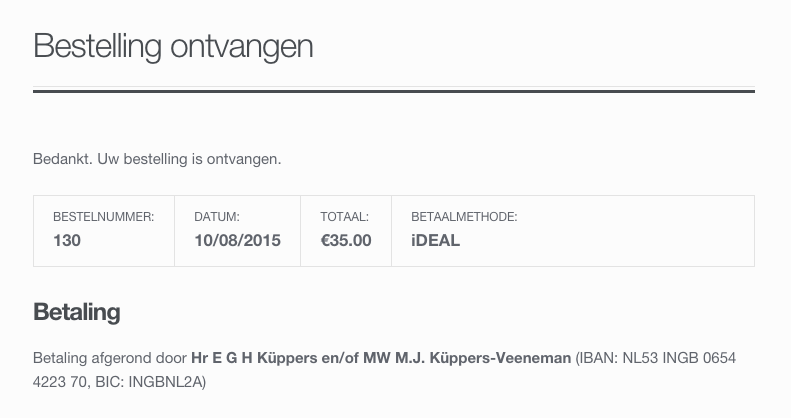 Bestelling ontvangen
Bedankt. Uw bestelling is ontvangen.
BESTELNUMMER: DATUM: TOTAAL: BETAALMETHODE:
130 10/08/2015 €35.00 iDEAL
Betaling
Betaling afgerond door Hr E G H Küppers en/of MW M.J. Küppers-Veeneman (IBAN: NL53 INGB 0654
4223 70, BIC: INGBNL2A)